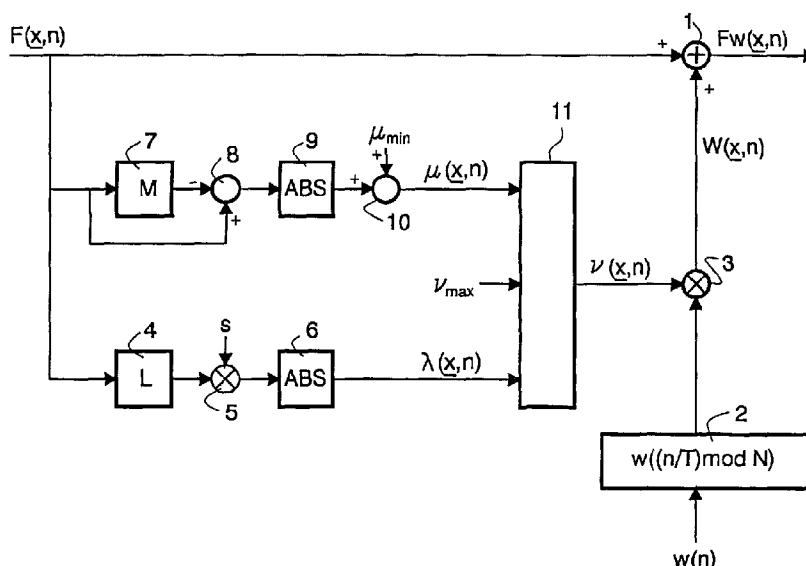 F(x,n)
1
+
+
Fw(x,n)
+
W(x,n)
7
M
-
8
+
9
ABS
μmin
+
+
10
μ(x,n)
11
νmax
ν(x,n)
3
4
L
s
5
6
ABS
λ(x,n)
2
w((n/T)mod N)
w(n)